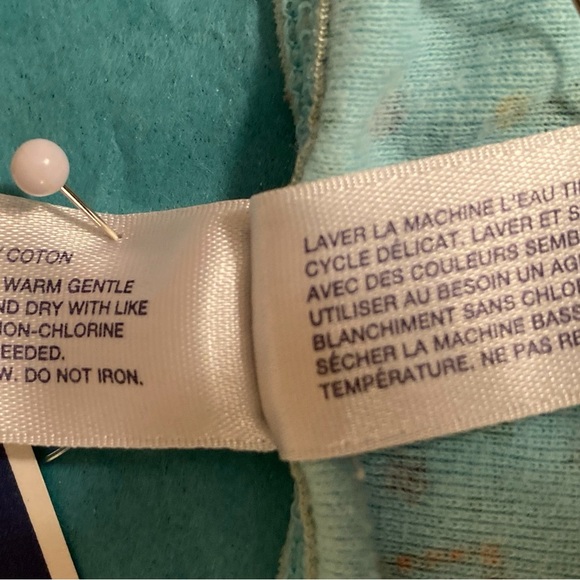 COTON
WARM GENTLE
ND DRY WITH LIKE
ON-CHLORINE
EEDED.
W. DO NOT IRON.
LAVER LA MACHINE L'EAU TI
CYCLE DÉLICAT. LAVER ET S
AVEC DES COULEURS SEMB
UTILISER AU BESOIN UN AG
BLANCHIMENT SANS CHLO
SÉCHER LA MACHINE BASS
TEMPÉRATURE. NE PAS RE